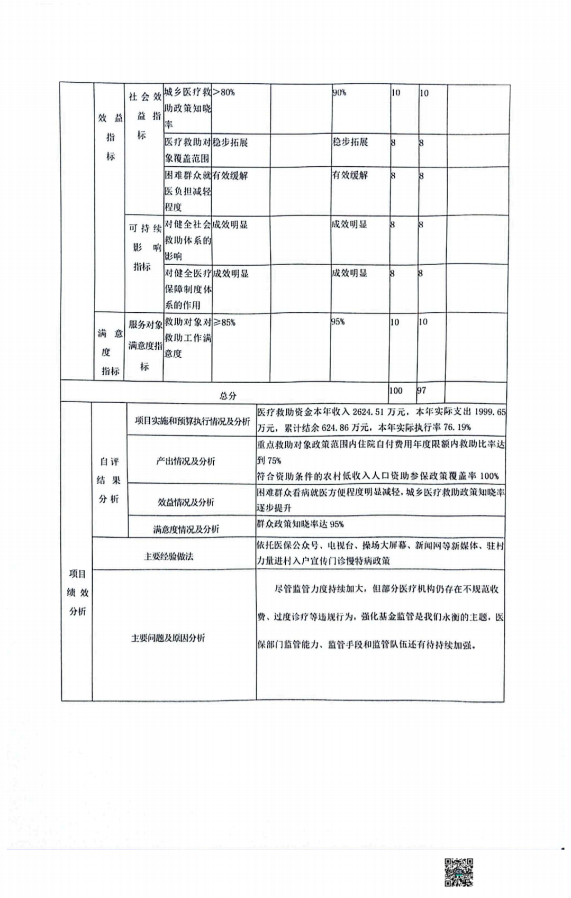 效益指标
社会效益指标
城乡医疗救助政策知晓率 >80% 90% 10 10
医疗救助对象覆盖范围 稳步拓展 稳步拓展 8 8
困难群众就医负担减轻程度 有效缓解 有效缓解 8 8
可持续影响指标
对健全社会救助体系的影响 成效明显 成效明显 8 8
对健全医疗保障制度体系的作用 成效明显 成效明显 8 8
满意度指标
服务对象满意度指标
救助对象对救助工作满意度 ≥85% 95% 10 10
总分 100 97
项目绩效分析
自评结果分析
项目实施和预算执行情况及分析
医疗救助资金本年收入 2624.51 万元，本年实际支出 1999.65
万元，累计结余 624.86 万元，本年实际执行率 76.19%
产出情况及分析
重点救助对象政策范围内住院自付费用年度限额内救助比率达
到 75%
符合资助条件的农村低收入人口资助参保政策覆盖率 100%
效益情况及分析
困难群众看病就医方便程度明显减轻，城乡医疗救助政策知晓率
逐步提升
满意度情况及分析
群众政策知晓率达 95%
主要经验做法
依托医保公众号、电视台、操场大屏幕、新闻网等新媒体、驻村
力量进村入户宣传门诊慢特病政策
主要问题及原因分析
尽管监管力度持续加大，但部分医疗机构仍存在不规范收
费、过度诊疗等违规行为，强化基金监管是我们永衡的主题，医
保部门监管能力、监管手段和监管队伍还有待持续加强。